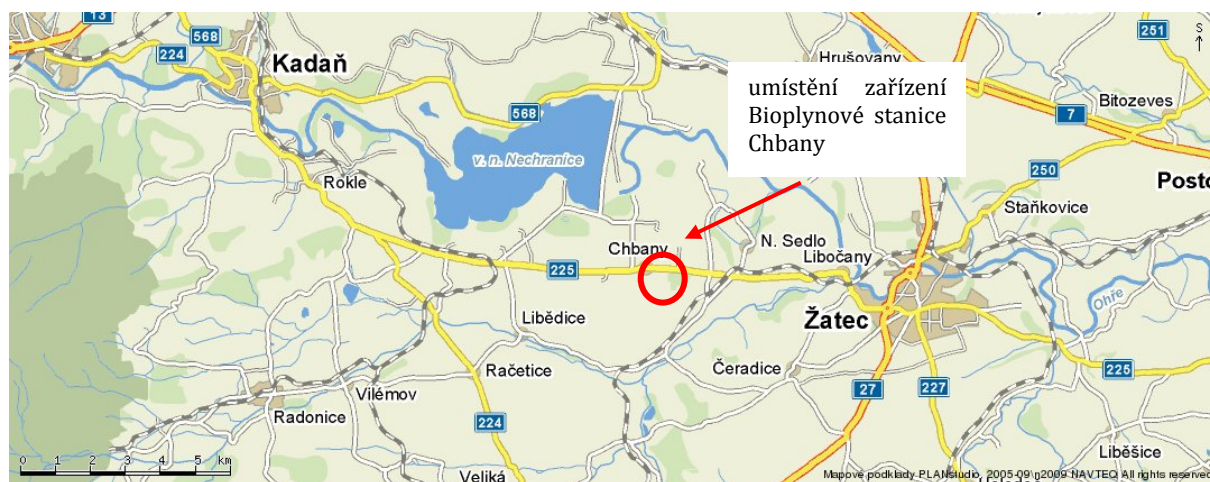 13
568
224
Kadaň
568
v. n. Nechranice
Hrušovany
251
S
umístění zařízení
Bioplynové stanice
Chbany
7
Bitozeves
250
Posto
Staňkovice
Rokle
Chbany
N. Sedlo
Libočany
225
Ohře
Žatec
Libědice
Račetice
Čeradice
225
27
227
Vilémov
Radonice
224
Liběšice
Veliká
0 1 2 3 4 5 km
Mapové podklady PLANstudio, 2005-09\g2009 NAVTEQ All rights reserved